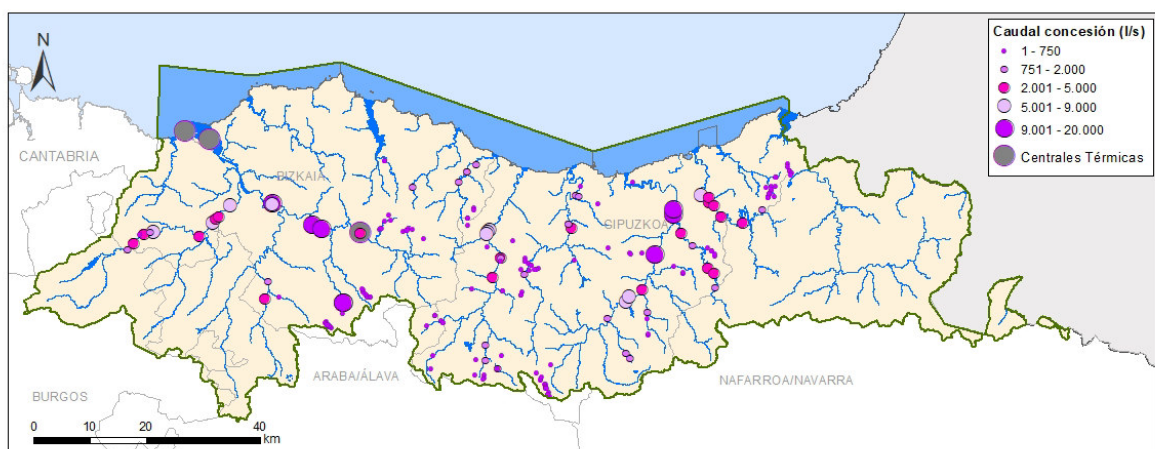 N
CANTABRIA
BIZKAIA
GIPUZKOA
ARABA/ÁLAVA
NAFARROA/NAVARRA
BURGOS
0 10 20 40
km
Caudal concesión (l/s)
1 - 750
751 - 2.000
2.001 - 5.000
5.001 - 9.000
9.001 - 20.000
Centrales Térmicas